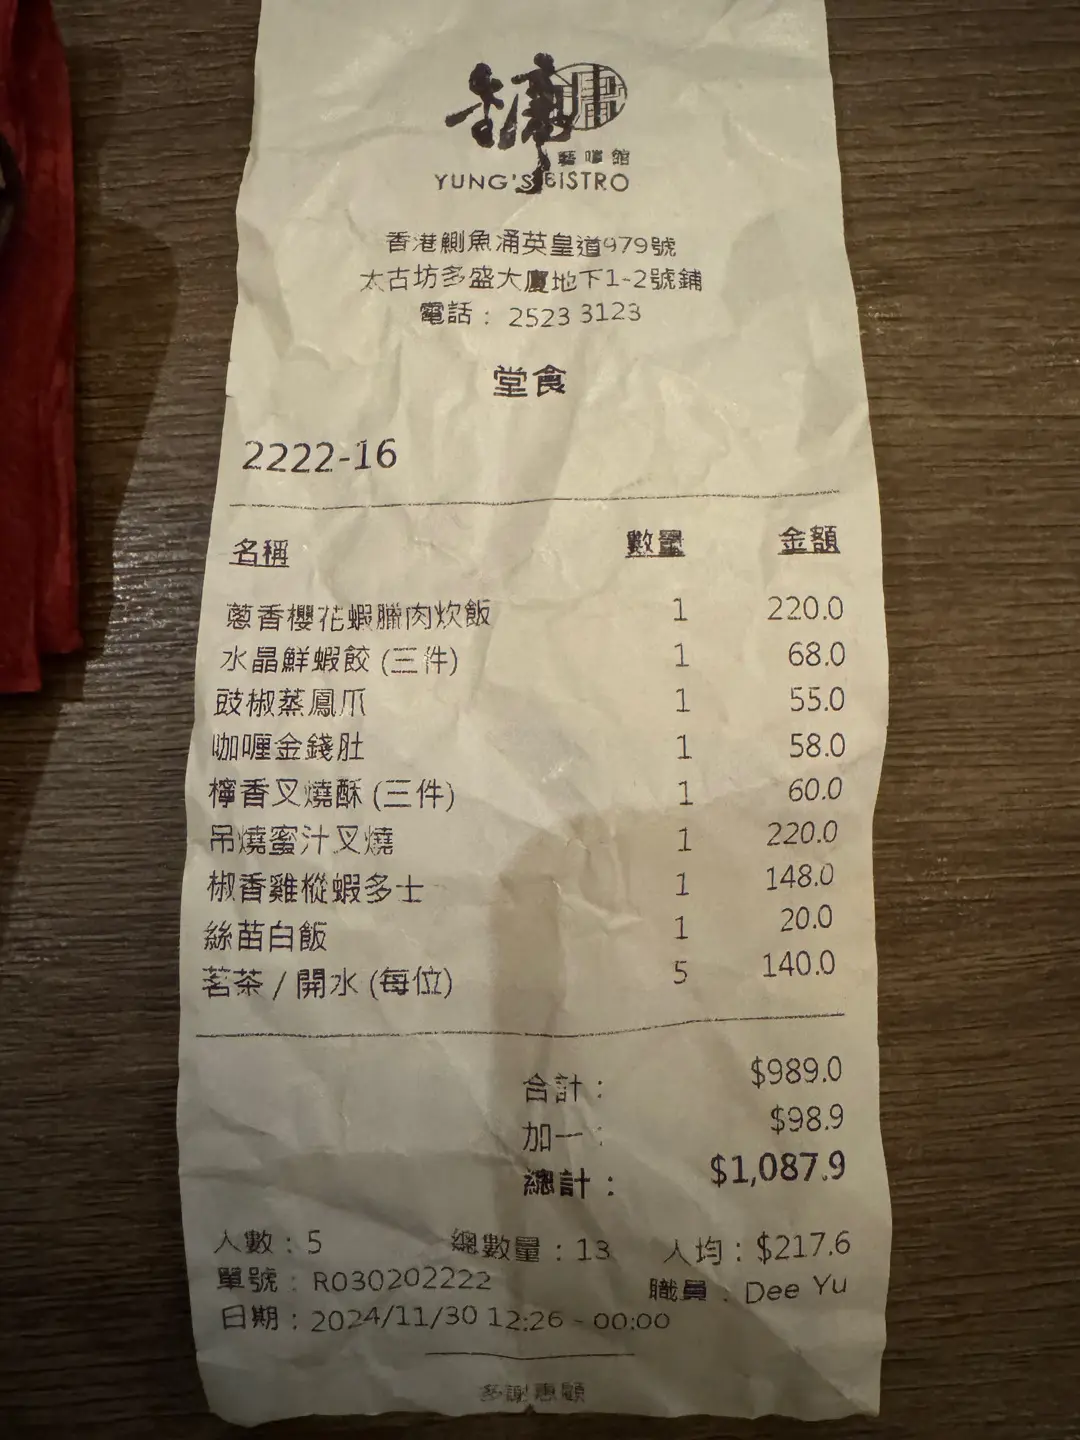 鏞鏞
藝嚐館
YUNG'S BISTRO
香港鰂魚涌英皇道979號
太古坊多盛大廈地下1-2號鋪
電話： 2523 3123
堂食
2222-16
名稱 數量 金額
蔥香櫻花蝦臘肉炊飯 1 220.0
水晶鮮蝦餃 (三件) 1 68.0
豉椒蒸鳳爪 1 55.0
咖喱金錢肚 1 58.0
檸香叉燒酥 (三件) 1 60.0
吊燒蜜汁叉燒 1 220.0
椒香雞樅蝦多士 1 148.0
絲苗白飯 1 20.0
茗茶 / 開水 (每位) 5 140.0
合計： $989.0
加一： $98.9
總計： $1,087.9
人數：5 總數量：13 人均：$217.6
單號：R030202222 職員：Dee Yu
日期：2024/11/30 12:26 - 00:00
多謝惠顧